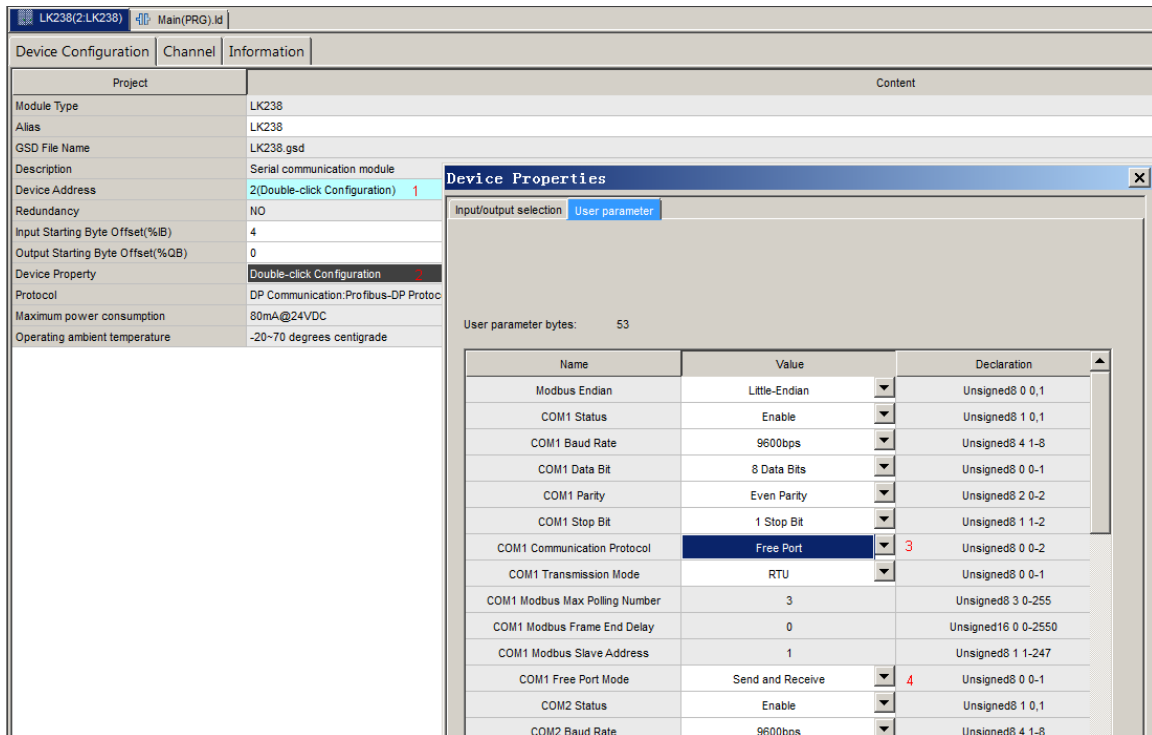 LK238(2:LK238) Main(PRG).ld
Device Configuration Channel Information
Project Content
Module Type LK238
Alias LK238
GSD File Name LK238.gsd
Description Serial communication module
Device Address 2(Double-click Configuration) 1
Redundancy NO
Input Starting Byte Offset(%IB) 4
Output Starting Byte Offset(%QB) 0
Device Property Double-click Configuration 2
Protocol DP Communication:Profibus-DP Protoc
Maximum power consumption 80mA@24VDC
Operating ambient temperature -20~70 degrees centigrade
Device Properties
Input/output selection User parameter
User parameter bytes: 53
Name Value Declaration
Modbus Endian Little-Endian Unsigned8 0 0,1
COM1 Status Enable Unsigned8 1 0,1
COM1 Baud Rate 9600bps Unsigned8 4 1-8
COM1 Data Bit 8 Data Bits Unsigned8 0 0-1
COM1 Parity Even Parity Unsigned8 2 0-2
COM1 Stop Bit 1 Stop Bit Unsigned8 1 1-2
COM1 Communication Protocol Free Port 3 Unsigned8 0 0-2
COM1 Transmission Mode RTU Unsigned8 0 0-1
COM1 Modbus Max Polling Number 3 Unsigned8 3 0-255
COM1 Modbus Frame End Delay 0 Unsigned16 0 0-2550
COM1 Modbus Slave Address 1 Unsigned8 1 1-247
COM1 Free Port Mode Send and Receive 4 Unsigned8 0 0-1
COM2 Status Enable Unsigned8 1 0,1
COM2 Baud Rate 9600bps Unsigned8 4 1-8